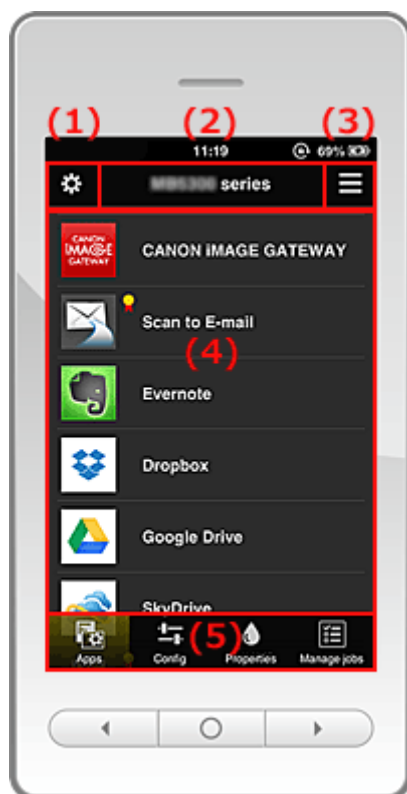 (1)
(2)
(3)
11:19
69%
series
CANON IMAGE GATEWAY
CANON iMAGE GATEWAY
Scan to E-mail
(4)
Evernote
Dropbox
Google Drive
SkyDrive
(5)
Apps
Config
Properties
Manage jobs